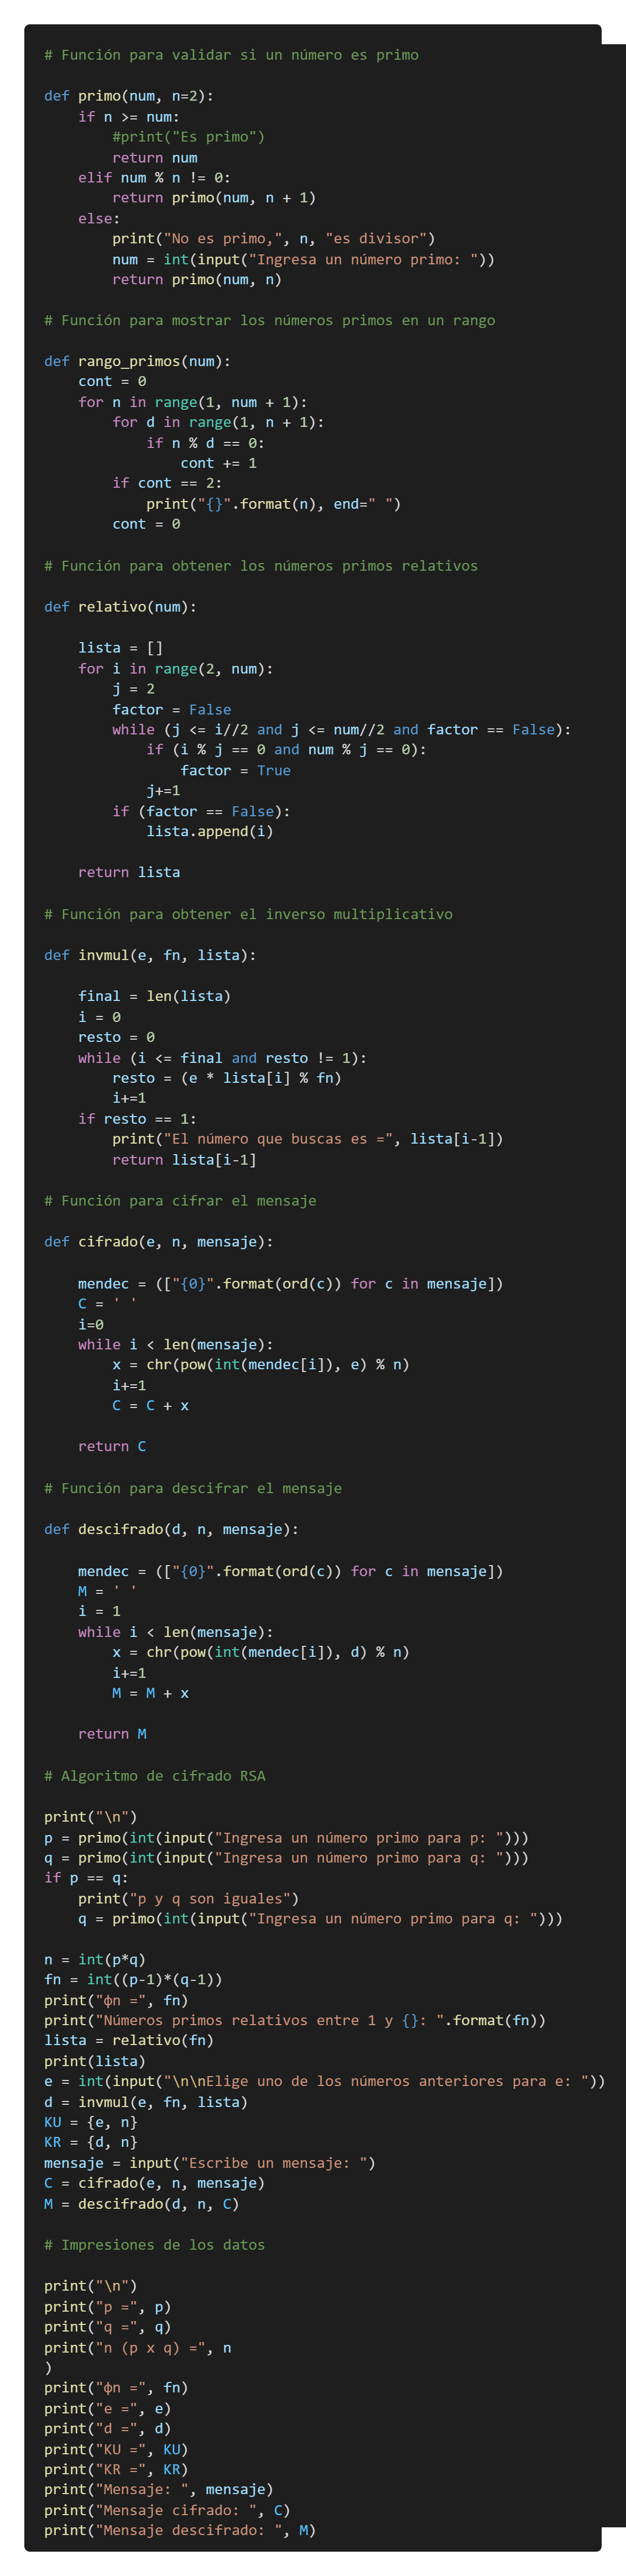 # Función para validar si un número es primo

def primo(num, n=2):
    if n >= num:
        #print("Es primo")
        return num
    elif num % n != 0:
        return primo(num, n + 1)
    else:
        print("No es primo,", n, "es divisor")
        num = int(input("Ingresa un número primo: "))
        return primo(num, n)

# Función para mostrar los números primos en un rango

def rango_primos(num):
    cont = 0
    for n in range(1, num + 1):
        for d in range(1, n + 1):
            if n % d == 0:
                cont += 1
        if cont == 2:
            print("{}".format(n), end=" ")
        cont = 0

# Función para obtener los números primos relativos

def relativo(num):

    lista = []
    for i in range(2, num):
        j = 2
        factor = False
        while (j <= i//2 and j <= num//2 and factor == False):
            if (i % j == 0 and num % j == 0):
                factor = True
            j+=1
        if (factor == False):
            lista.append(i)

    return lista

# Función para obtener el inverso multiplicativo

def invmul(e, fn, lista):

    final = len(lista)
    i = 0
    resto = 0
    while (i <= final and resto != 1):
        resto = (e * lista[i] % fn)
        i+=1
    if resto == 1:
        print("El número que buscas es =", lista[i-1])
        return lista[i-1]

# Función para cifrar el mensaje

def cifrado(e, n, mensaje):

    mendec = (["{0}".format(ord(c)) for c in mensaje])
    C = ' '
    i=0
    while i < len(mensaje):
        x = chr(pow(int(mendec[i]), e) % n)
        i+=1
        C = C + x

    return C

# Función para descifrar el mensaje

def descifrado(d, n, mensaje):

    mendec = (["{0}".format(ord(c)) for c in mensaje])
    M = ' '
    i = 1
    while i < len(mensaje):
        x = chr(pow(int(mendec[i]), d) % n)
        i+=1
        M = M + x

    return M

# Algoritmo de cifrado RSA

print("\n")
p = primo(int(input("Ingresa un número primo para p: ")))
q = primo(int(input("Ingresa un número primo para q: ")))
if p == q:
    print("p y q son iguales")
    q = primo(int(input("Ingresa un número primo para q: ")))

n = int(p*q)
fn = int((p-1)*(q-1))
print("ɸn =", fn)
print("Números primos relativos entre 1 y {}: ".format(fn))
lista = relativo(fn)
print(lista)
e = int(input("\n\nElige uno de los números anteriores para e: "))
d = invmul(e, fn, lista)
KU = {e, n}
KR = {d, n}
mensaje = input("Escribe un mensaje: ")
C = cifrado(e, n, mensaje)
M = descifrado(d, n, C)

# Impresiones de los datos

print("\n")
print("p =", p)
print("q =", q)
print("n (p x q) =", n
)
print("ɸn =", fn)
print("e =", e)
print("d =", d)
print("KU =", KU)
print("KR =", KR)
print("Mensaje: ", mensaje)
print("Mensaje cifrado: ", C)
print("Mensaje descifrado: ", M)